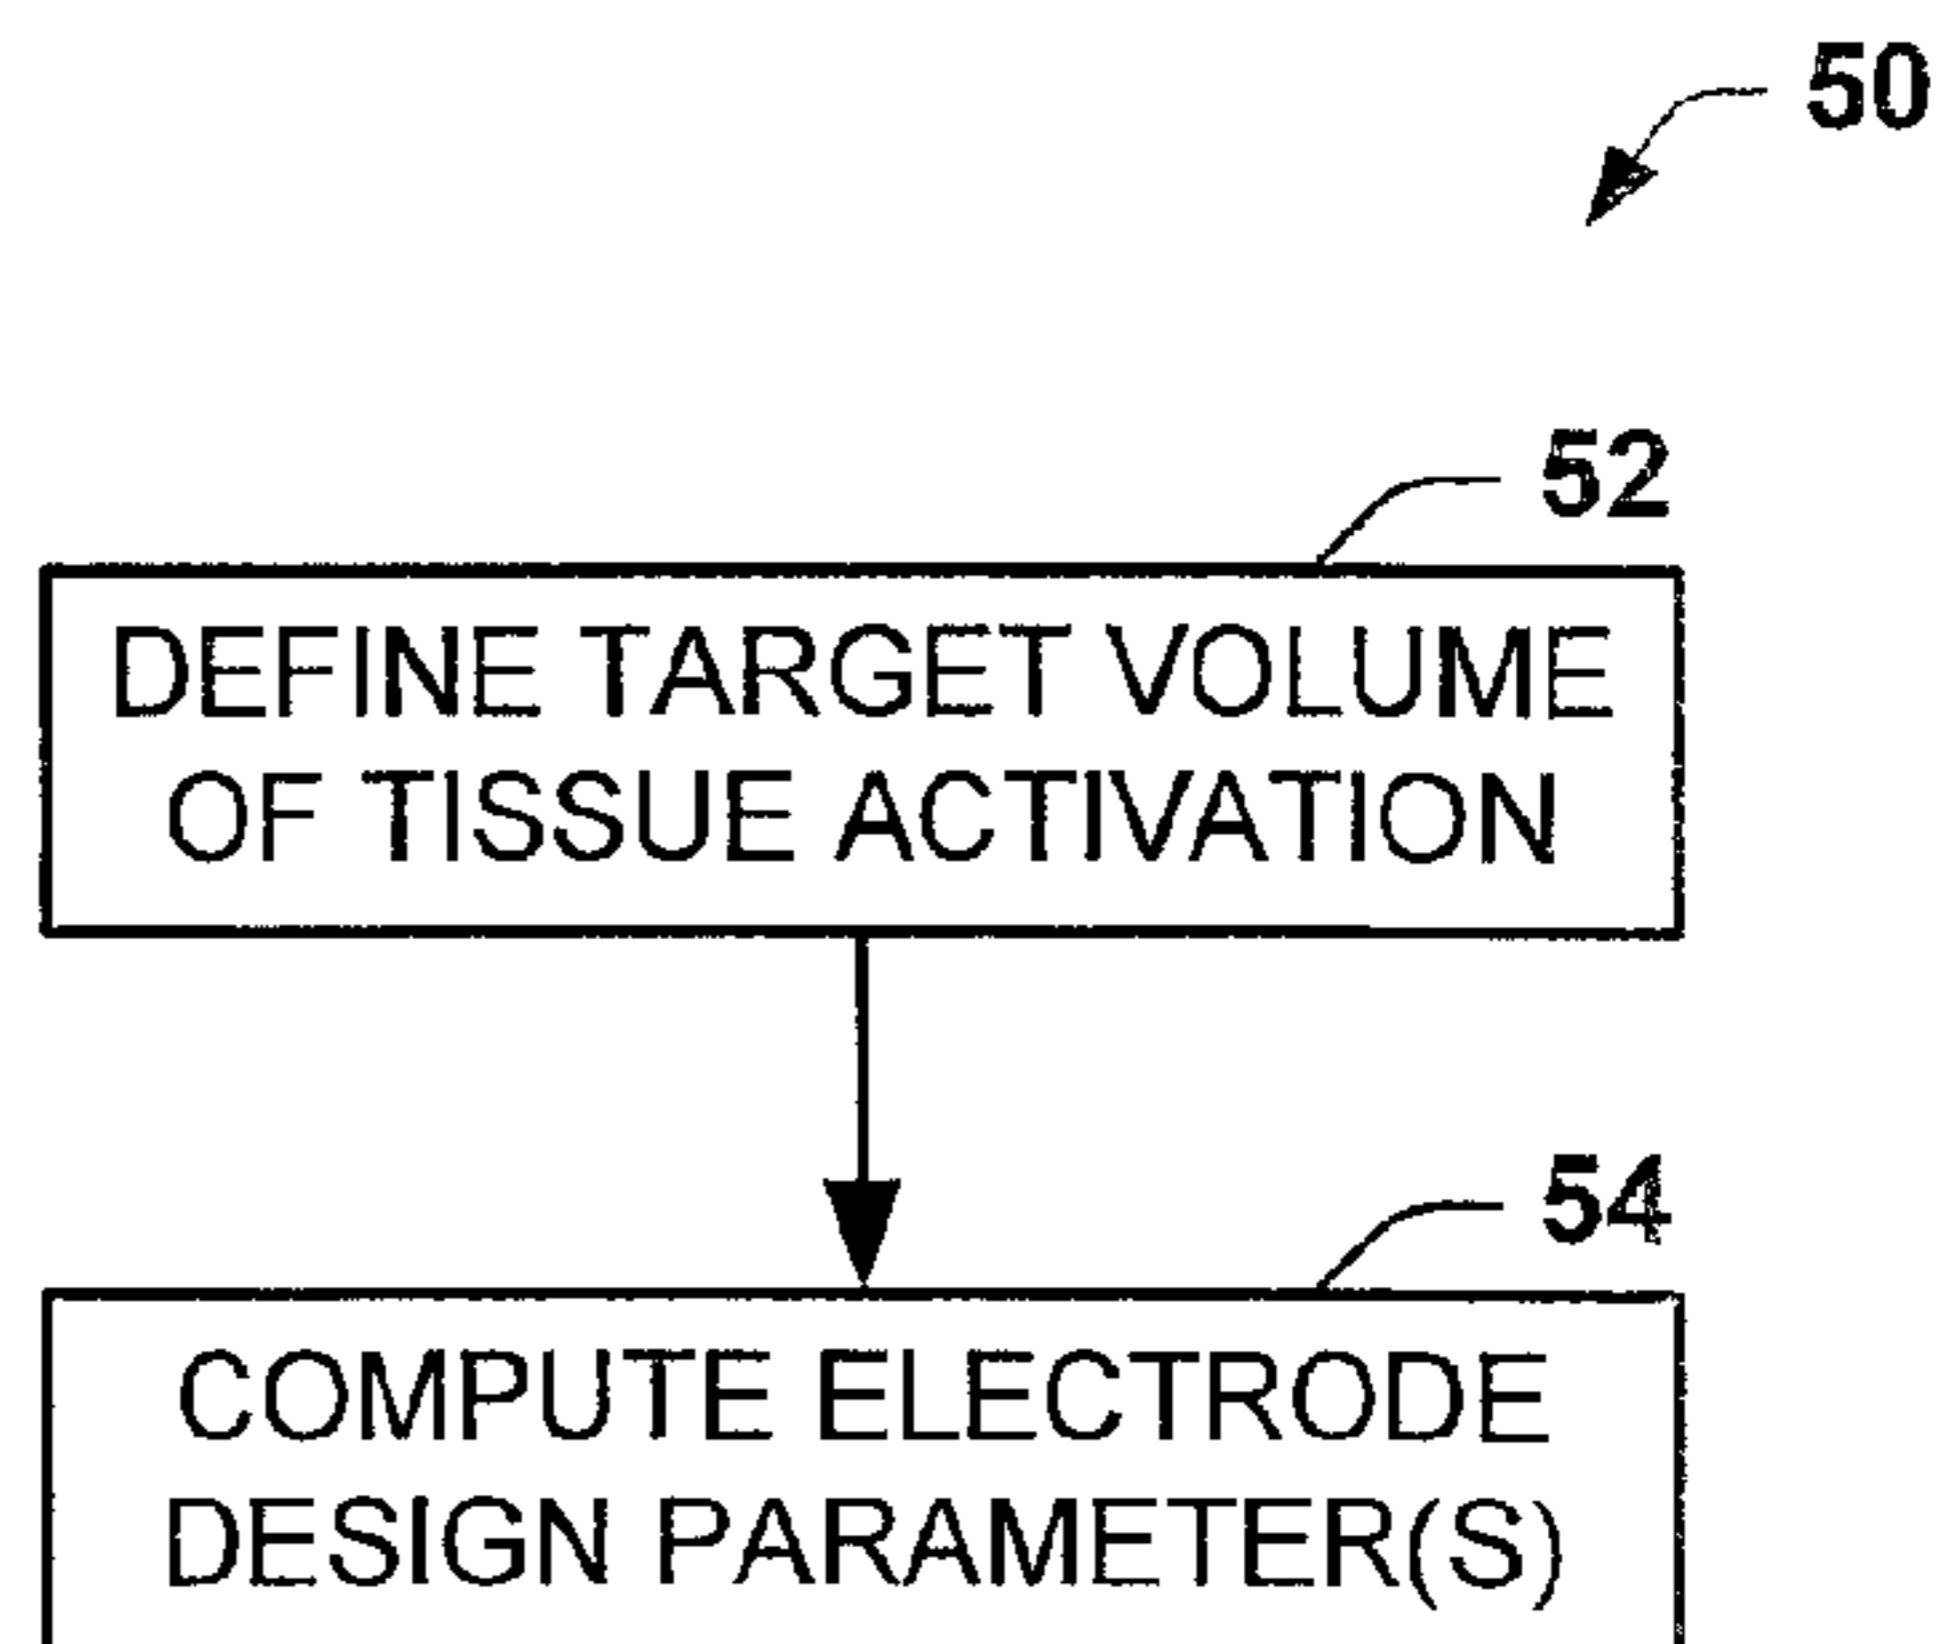 50
52
DEFINE TARGET VOLUME
OF TISSUE ACTIVATION
54
COMPUTE ELECTRODE
DESIGN PARAMETER(S)